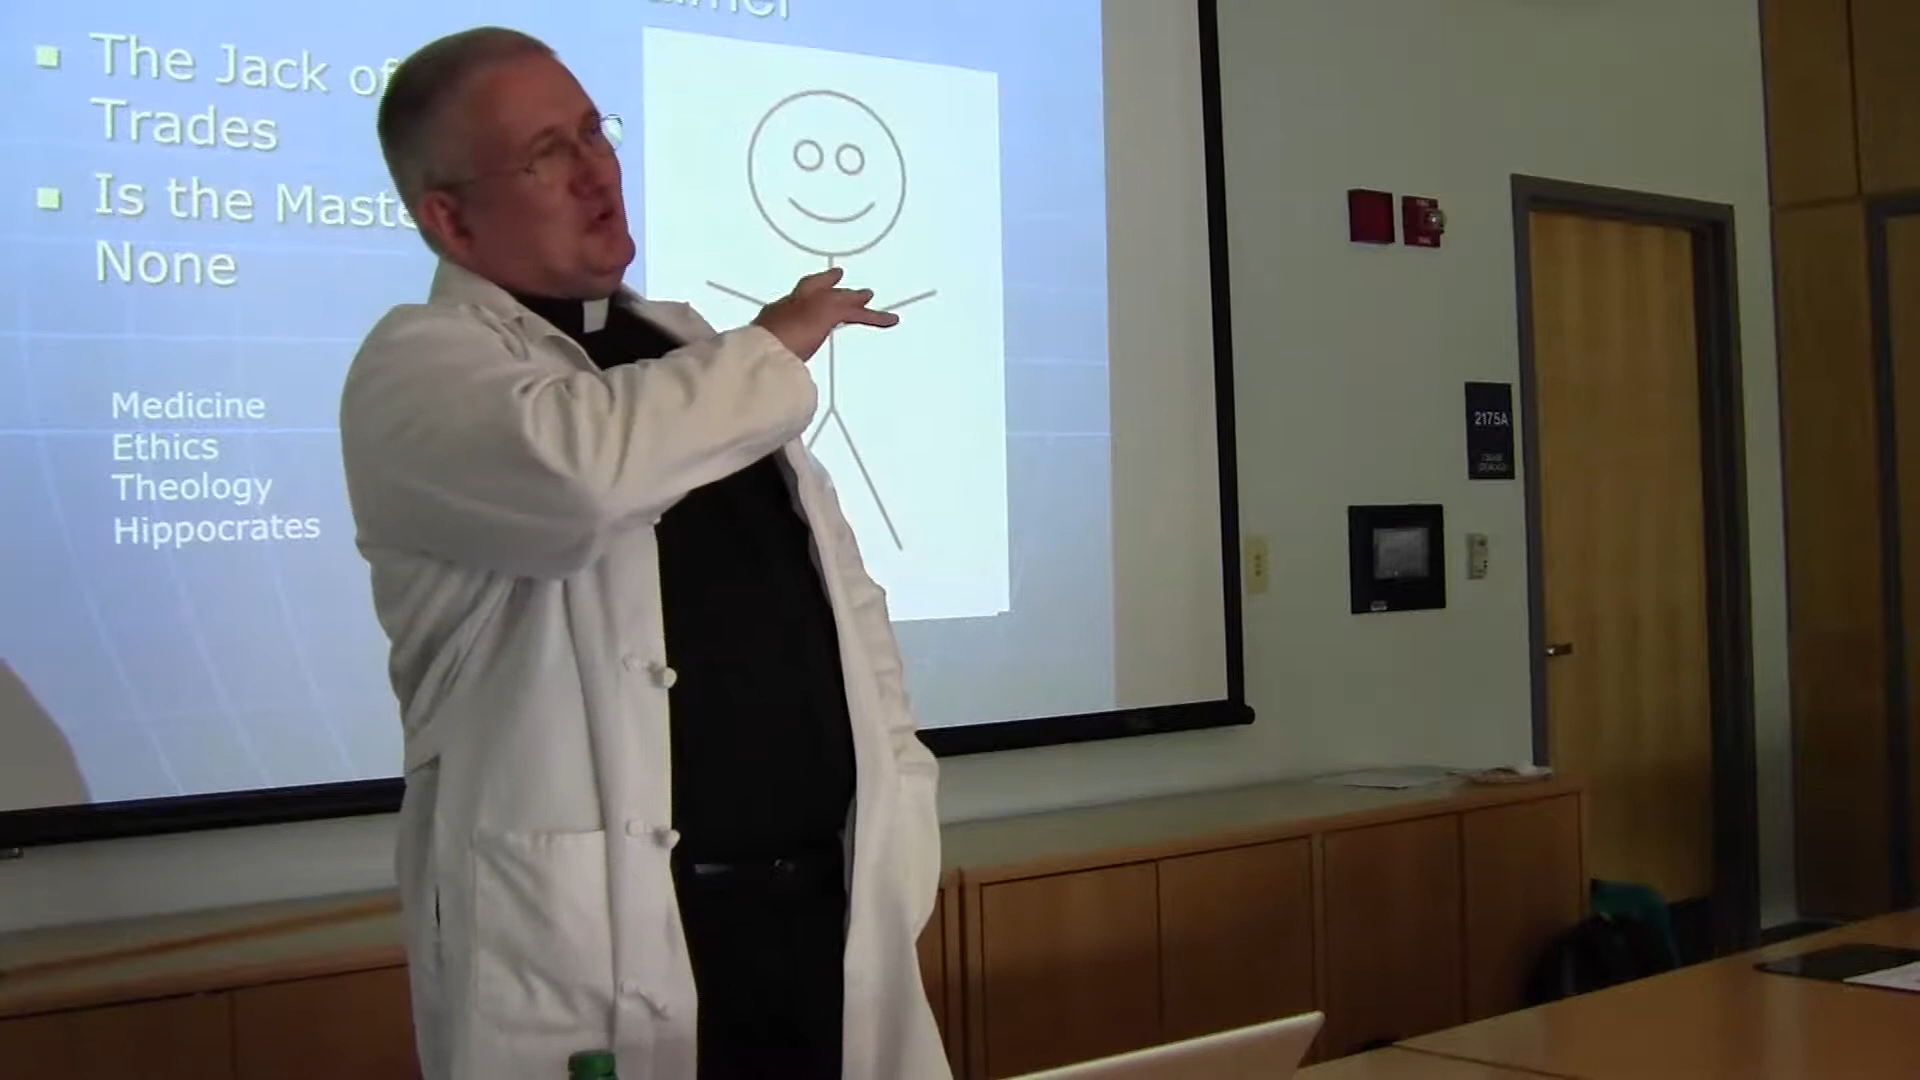 The Jack of
Trades
Is the Maste
None
Medicine
Ethics
Theology
Hippocrates
2175A